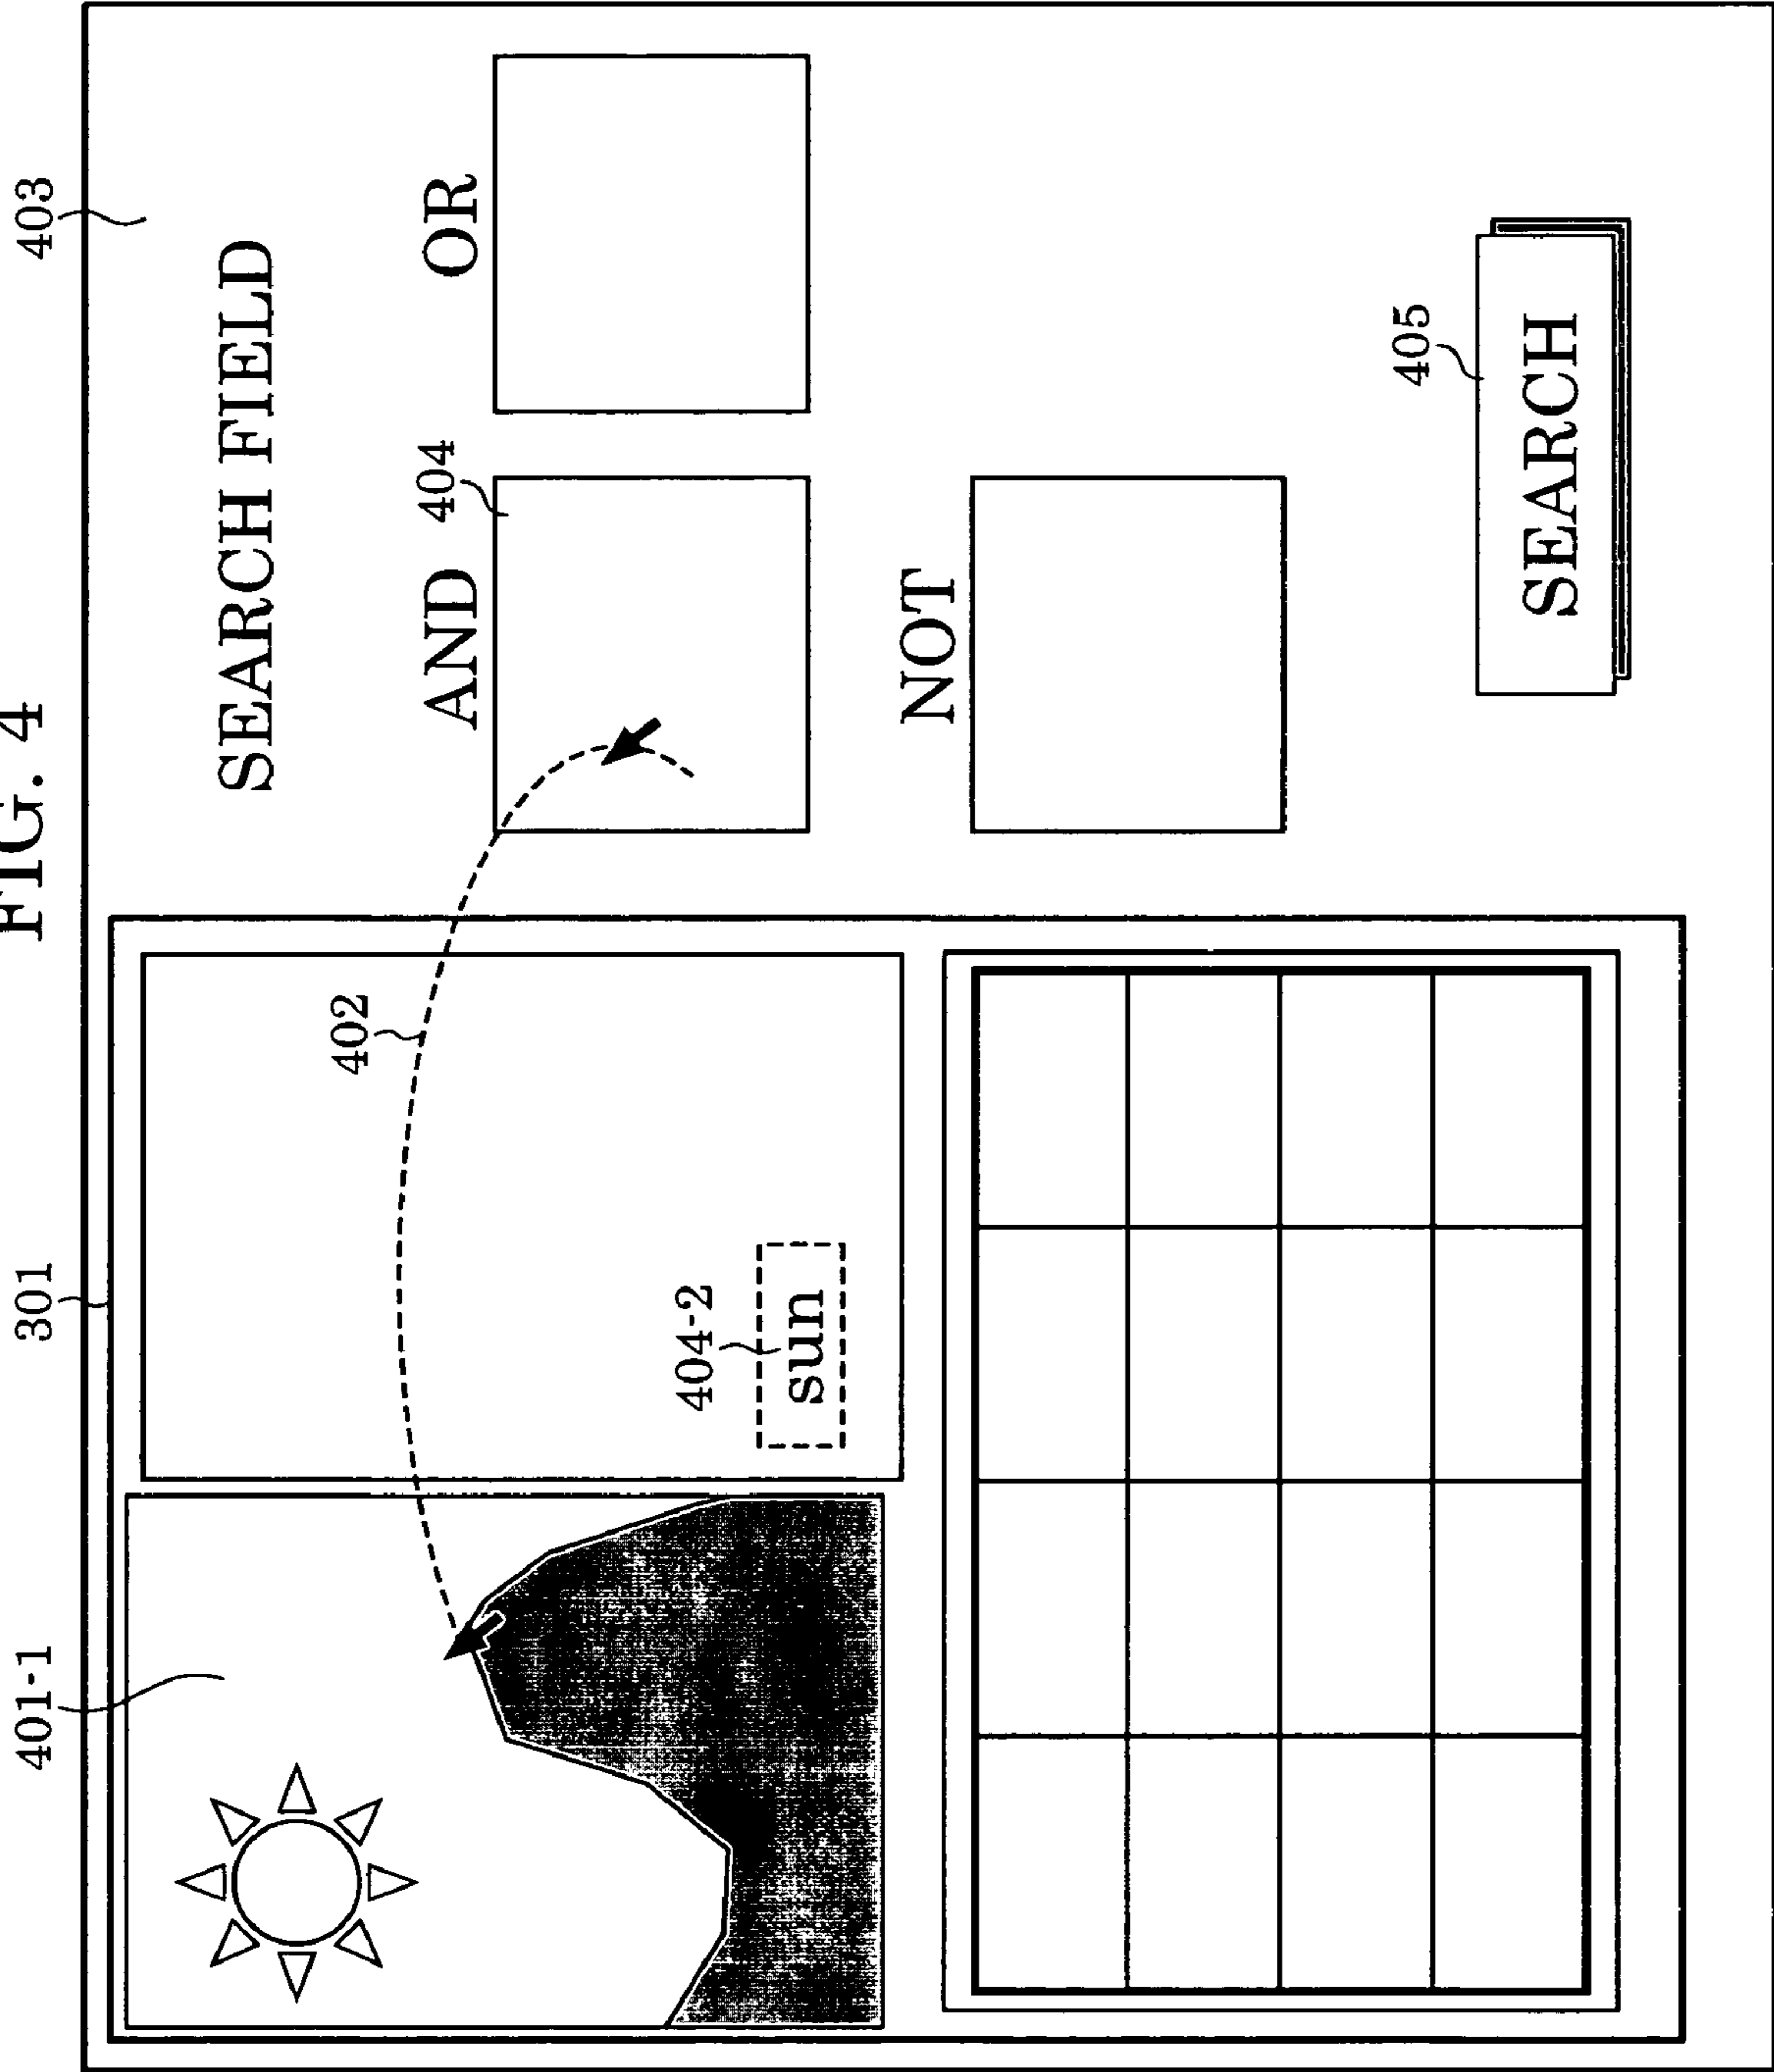 FIG. 4
401-1
301
403
SEARCH FIELD
402
AND
404
OR
404-2
sun
NOT
405
SEARCH